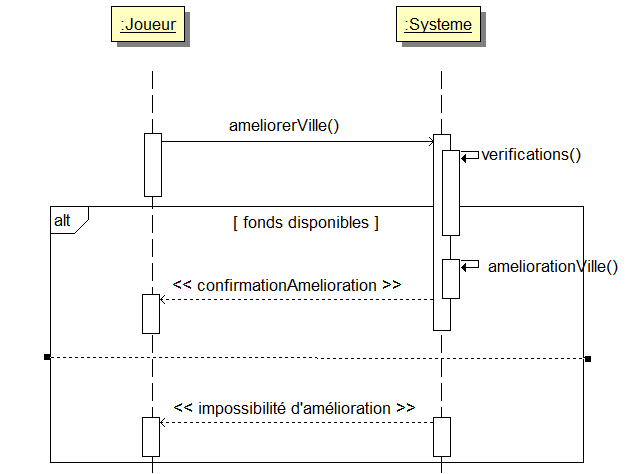 :Joueur
:Systeme
ameliorerVille()
verifications()
alt
[ fonds disponibles ]
ameliorationVille()
<< confirmationAmelioration >>
<< impossibilité d'amélioration >>